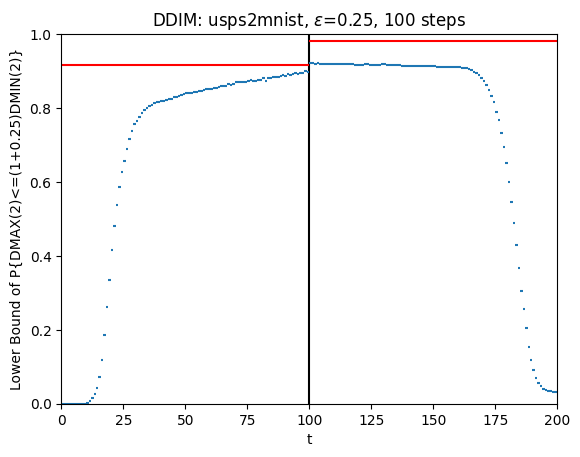 DDIM: usps2mnist, ε=0.25, 100 steps
Lower Bound of P{DMAX(2)<=(1+0.25)DMIN(2)}
1.0
0.8
0.6
0.4
0.2
0.0
0 25 50 75 100 125 150 175 200
t